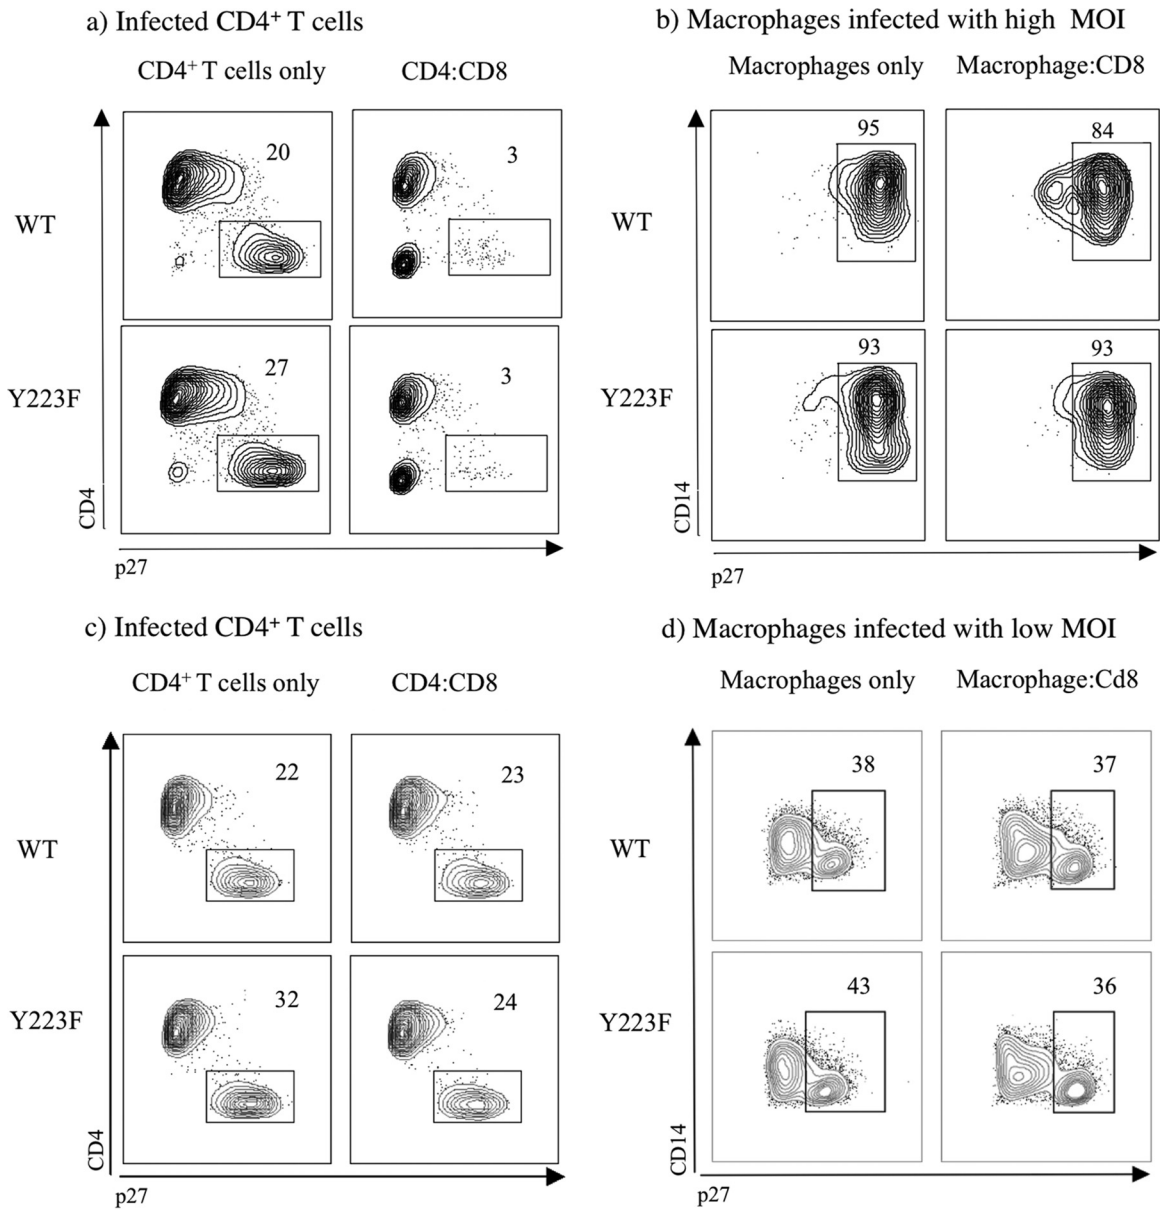 a) Infected CD4+ T cells
CD4+ T cells only CD4:CD8
WT
20 3
Y223F
27 3
CD4
p27
b) Macrophages infected with high MOI
Macrophages only Macrophage:CD8
WT
95 84
Y223F
93 93
CD14
p27
c) Infected CD4+ T cells
CD4+ T cells only CD4:CD8
WT
22 23
Y223F
32 24
CD4
p27
d) Macrophages infected with low MOI
Macrophages only Macrophage:Cd8
WT
38 37
Y223F
43 36
CD14
p27